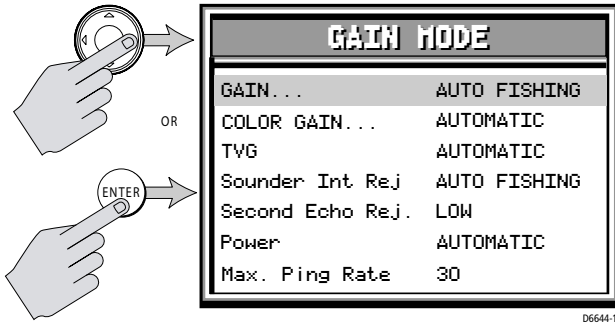 GAIN MODE
GAIN... AUTO FISHING
COLOR GAIN... AUTOMATIC
OR
TVG AUTOMATIC
Sounder Int Rej AUTO FISHING
ENTER
Second Echo Rej. LOW
Power AUTOMATIC
Max. Ping Rate 30
D6644-1